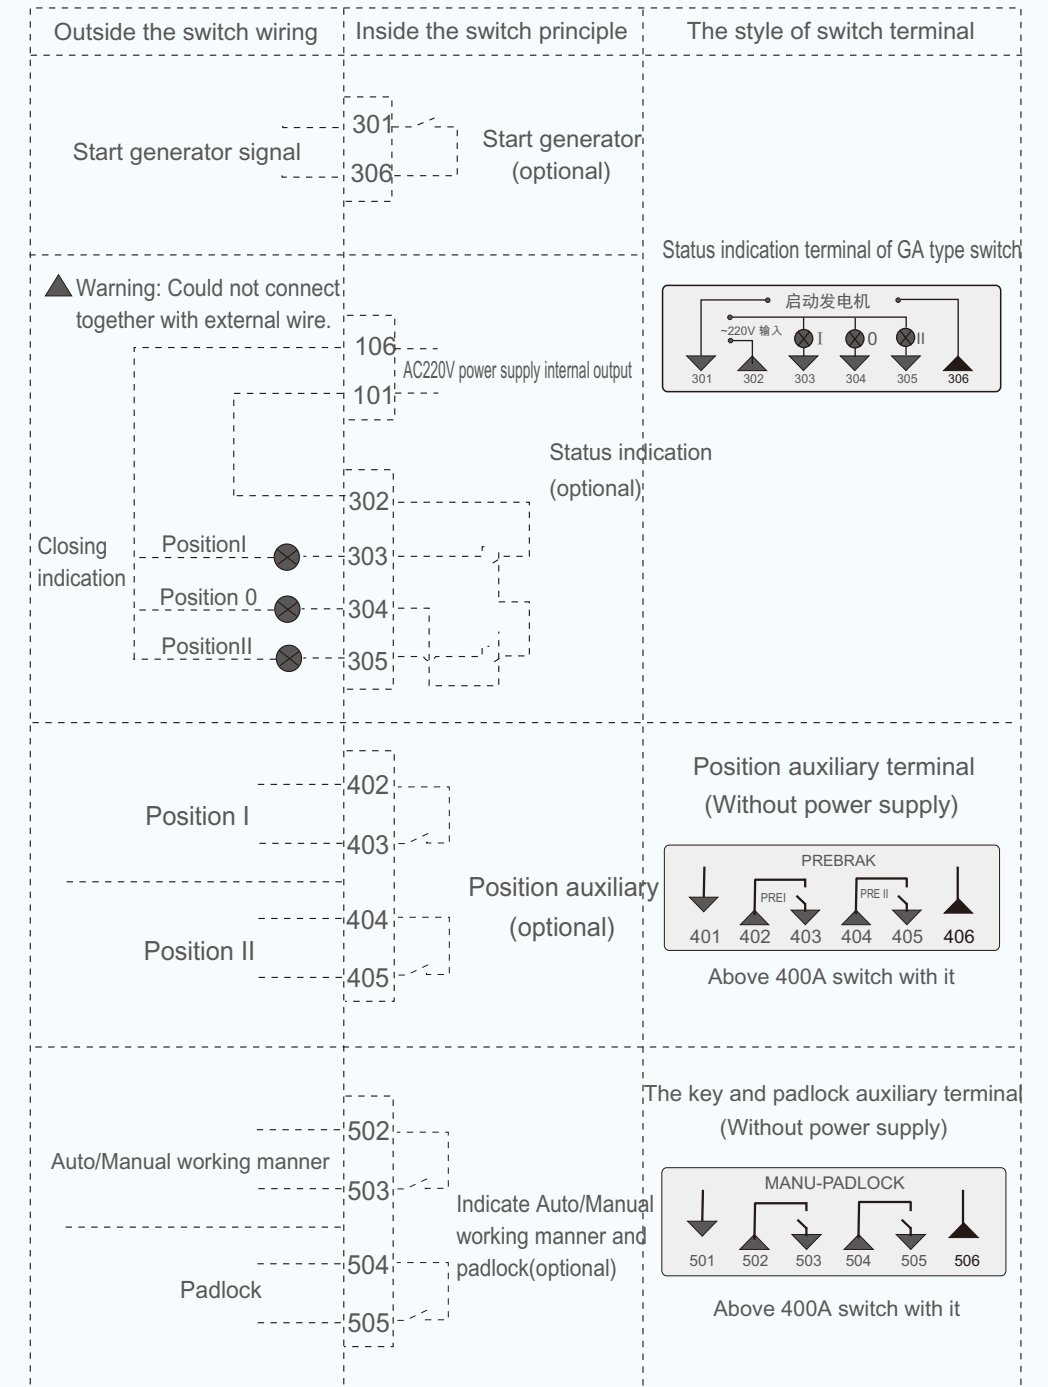 Outside the switch wiring
Inside the switch principle
The style of switch terminal
Start generator signal
301
306
Start generator
(optional)
Warning: Could not connect
together with external wire.
106
101
AC220V power supply internal output
Status indication
(optional)
302
303
304
305
Closing
indication
PositionI
Position 0
PositionII
Status indication terminal of GA type switch
启动发电机
~220V 输入
I
0
II
301 302 303 304 305 306
Position I
402
403
Position II
404
405
Position auxiliary
(optional)
Position auxiliary terminal
(Without power supply)
PREBRAK
PREI
PRE II
401 402 403 404 405 406
Above 400A switch with it
Auto/Manual working manner
502
503
Padlock
504
505
Indicate Auto/Manual
working manner and
padlock(optional)
The key and padlock auxiliary terminal
(Without power supply)
MANU-PADLOCK
501 502 503 504 505 506
Above 400A switch with it